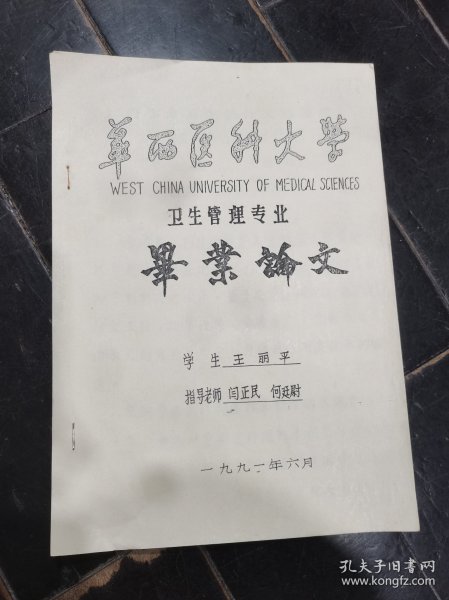 華西医科大学
WEST CHINA UNIVERSITY OF MEDICAL SCIENCES
卫生管理专业
畢業論文
学生 王丽平
指导老师 闫正民 何廷尉
一九九一年六月
孔夫子旧书网
www.kongfz.com